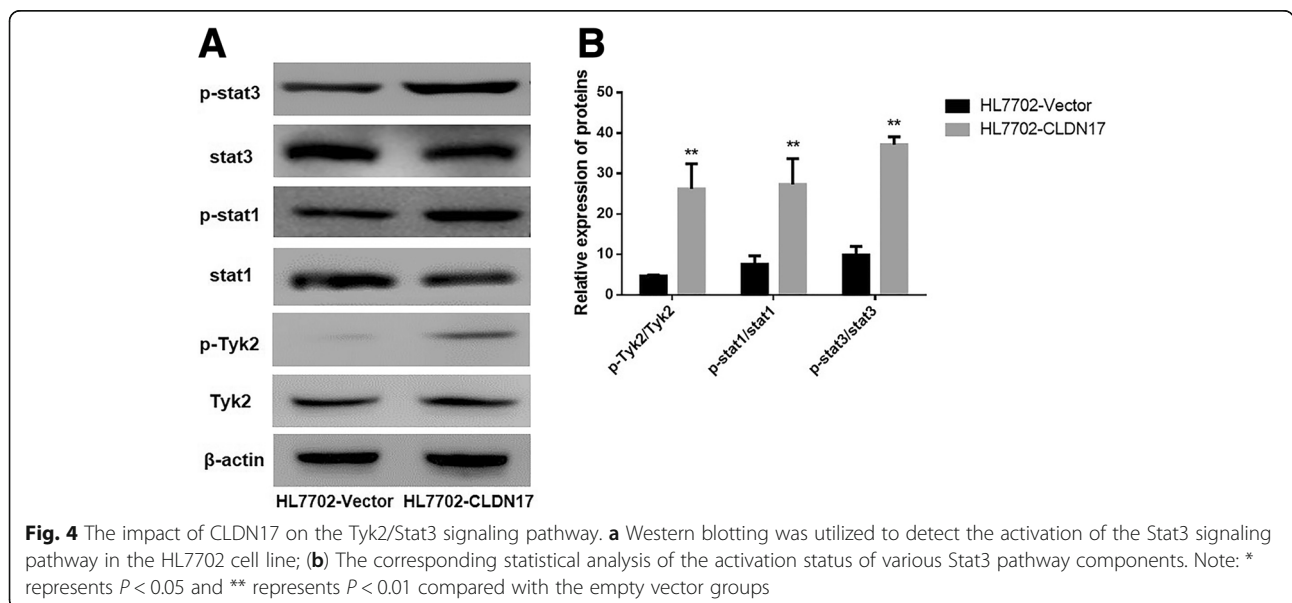 A
p-stat3
stat3
p-stat1
stat1
p-Tyk2
Tyk2
β-actin
HL7702-Vector HL7702-CLDN17
B
Relative expression of proteins
50
40
30
20
10
0
** ** **
p-Tyk2/Tyk2
p-stat1/stat1
p-stat3/stat3
HL7702-Vector
HL7702-CLDN17
Fig. 4 The impact of CLDN17 on the Tyk2/Stat3 signaling pathway. a Western blotting was utilized to detect the activation of the Stat3 signaling
pathway in the HL7702 cell line; (b) The corresponding statistical analysis of the activation status of various Stat3 pathway components. Note: *
represents P < 0.05 and ** represents P < 0.01 compared with the empty vector groups